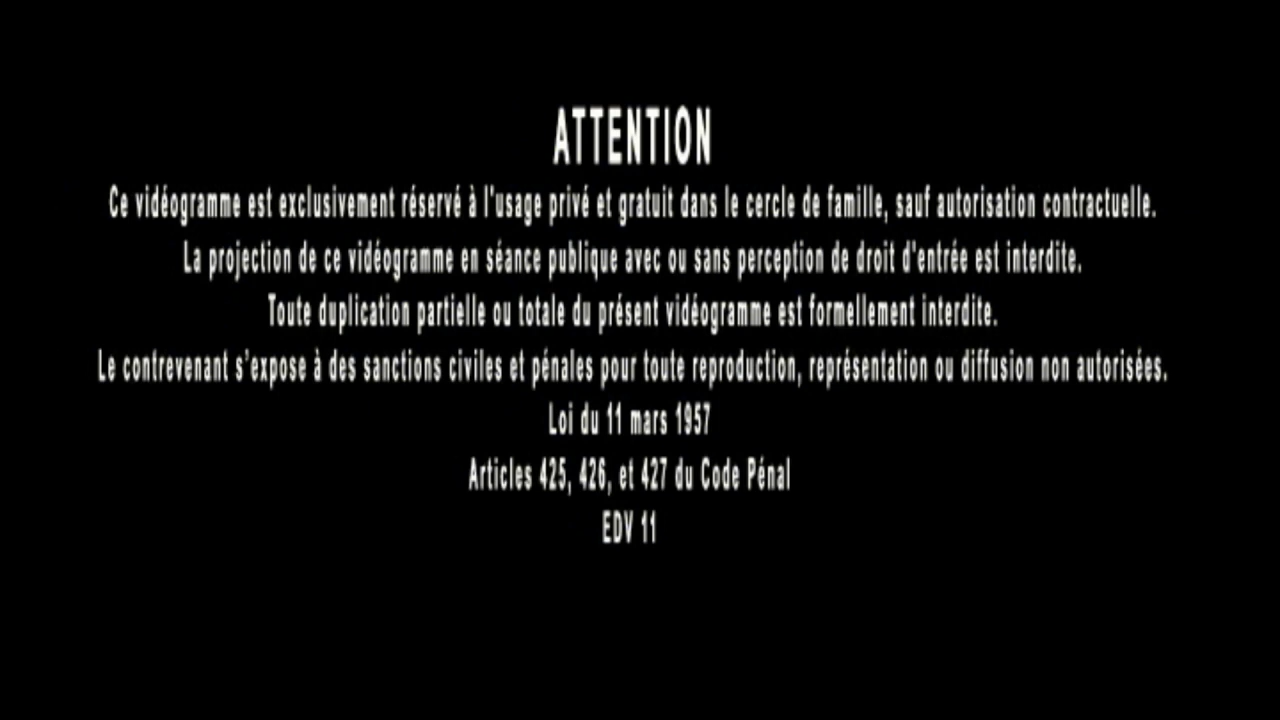 ATTENTION
Ce vidéogramme est exclusivement réservé à l'usage privé et gratuit dans le cercle de famille, sauf autorisation contractuelle.
La projection de ce vidéogramme en séance publique avec ou sans perception de droit d'entrée est interdite.
Toute duplication partielle ou totale du présent vidéogramme est formellement interdite.
Le contrevenant s'expose à des sanctions civiles et pénales pour toute reproduction, représentation ou diffusion non autorisées.
Loi du 11 mars 1957
Articles 425, 426, et 427 du Code Pénal
EDV 11